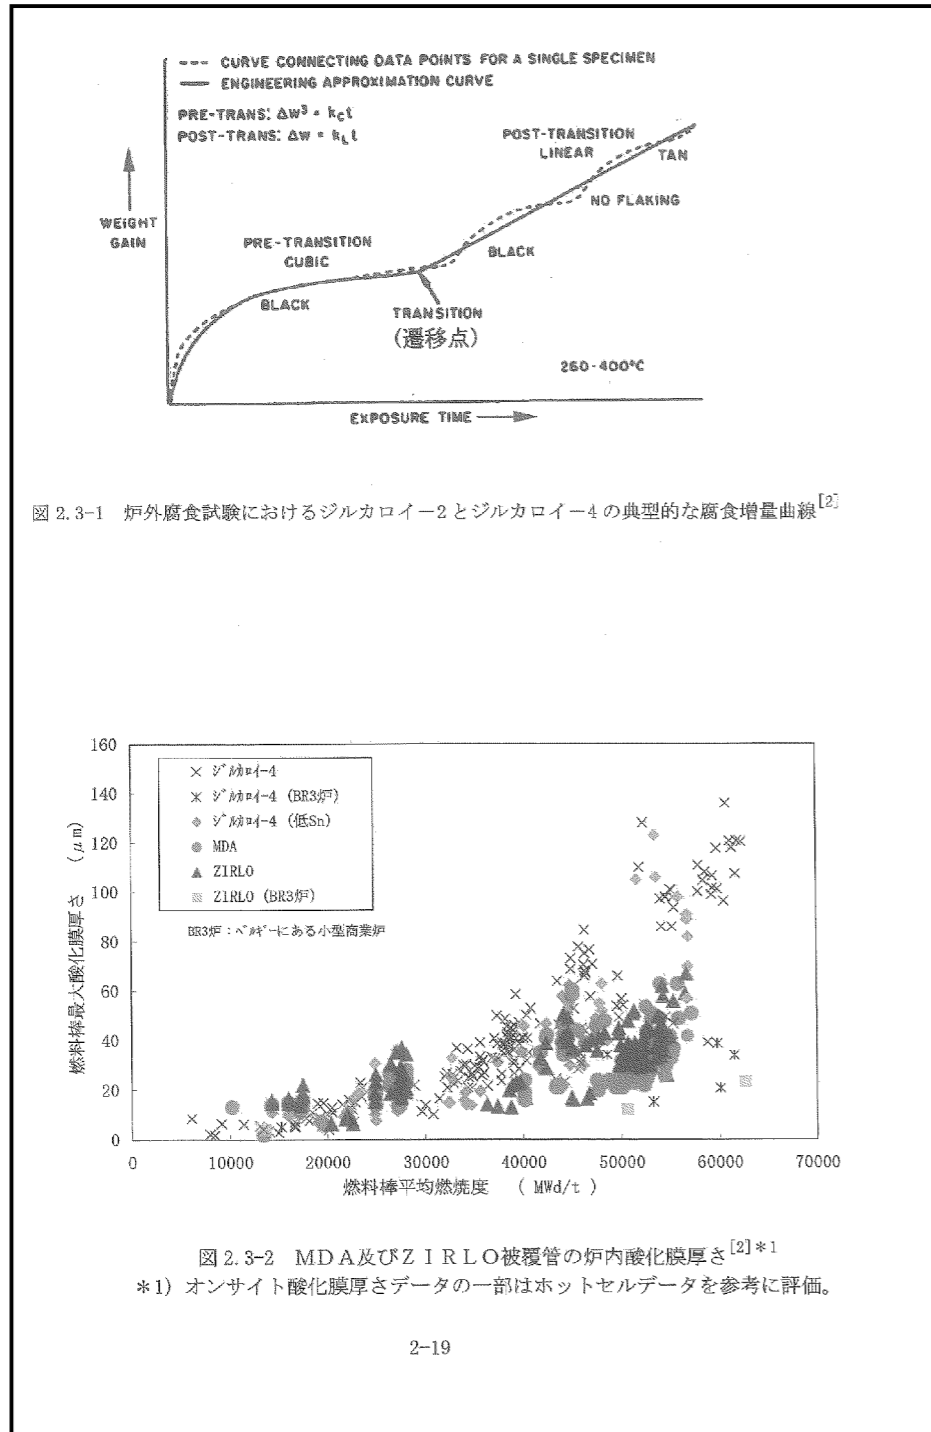 --- CURVE CONNECTING DATA POINTS FOR A SINGLE SPECIMEN
— ENGINEERING APPROXIMATION CURVE
PRE-TRANS: Δw³ = k_C t
POST-TRANS: Δw = k_L t
POST-TRANSITION
LINEAR
TAN
NO FLAKING
WEIGHT
GAIN
PRE-TRANSITION
CUBIC
BLACK
BLACK
TRANSITION
(遷移点)
260-400°C
EXPOSURE TIME
図 2.3-1 炉外腐食試験におけるジルカロイー2とジルカロイー4の典型的な腐食増量曲線[2]
160
140
120
100
80
60
40
20
0
燃料棒最大酸化膜厚さ (μm)
× ジルカロイ-4
ジルカロイ-4 (BR3炉)
ジルカロイ-4 (低Sn)
MDA
ZIRLO
ZIRLO (BR3炉)
BR3炉：ベルギーにある小型商業炉
0 10000 20000 30000 40000 50000 60000 70000
燃料棒平均燃焼度 ( MWd/t )
図 2.3-2 MDA及びZIRLO被覆管の炉内酸化膜厚さ[2]*1
*1) オンサイト酸化膜厚さデータの一部はホットセルデータを参考に評価。
2-19